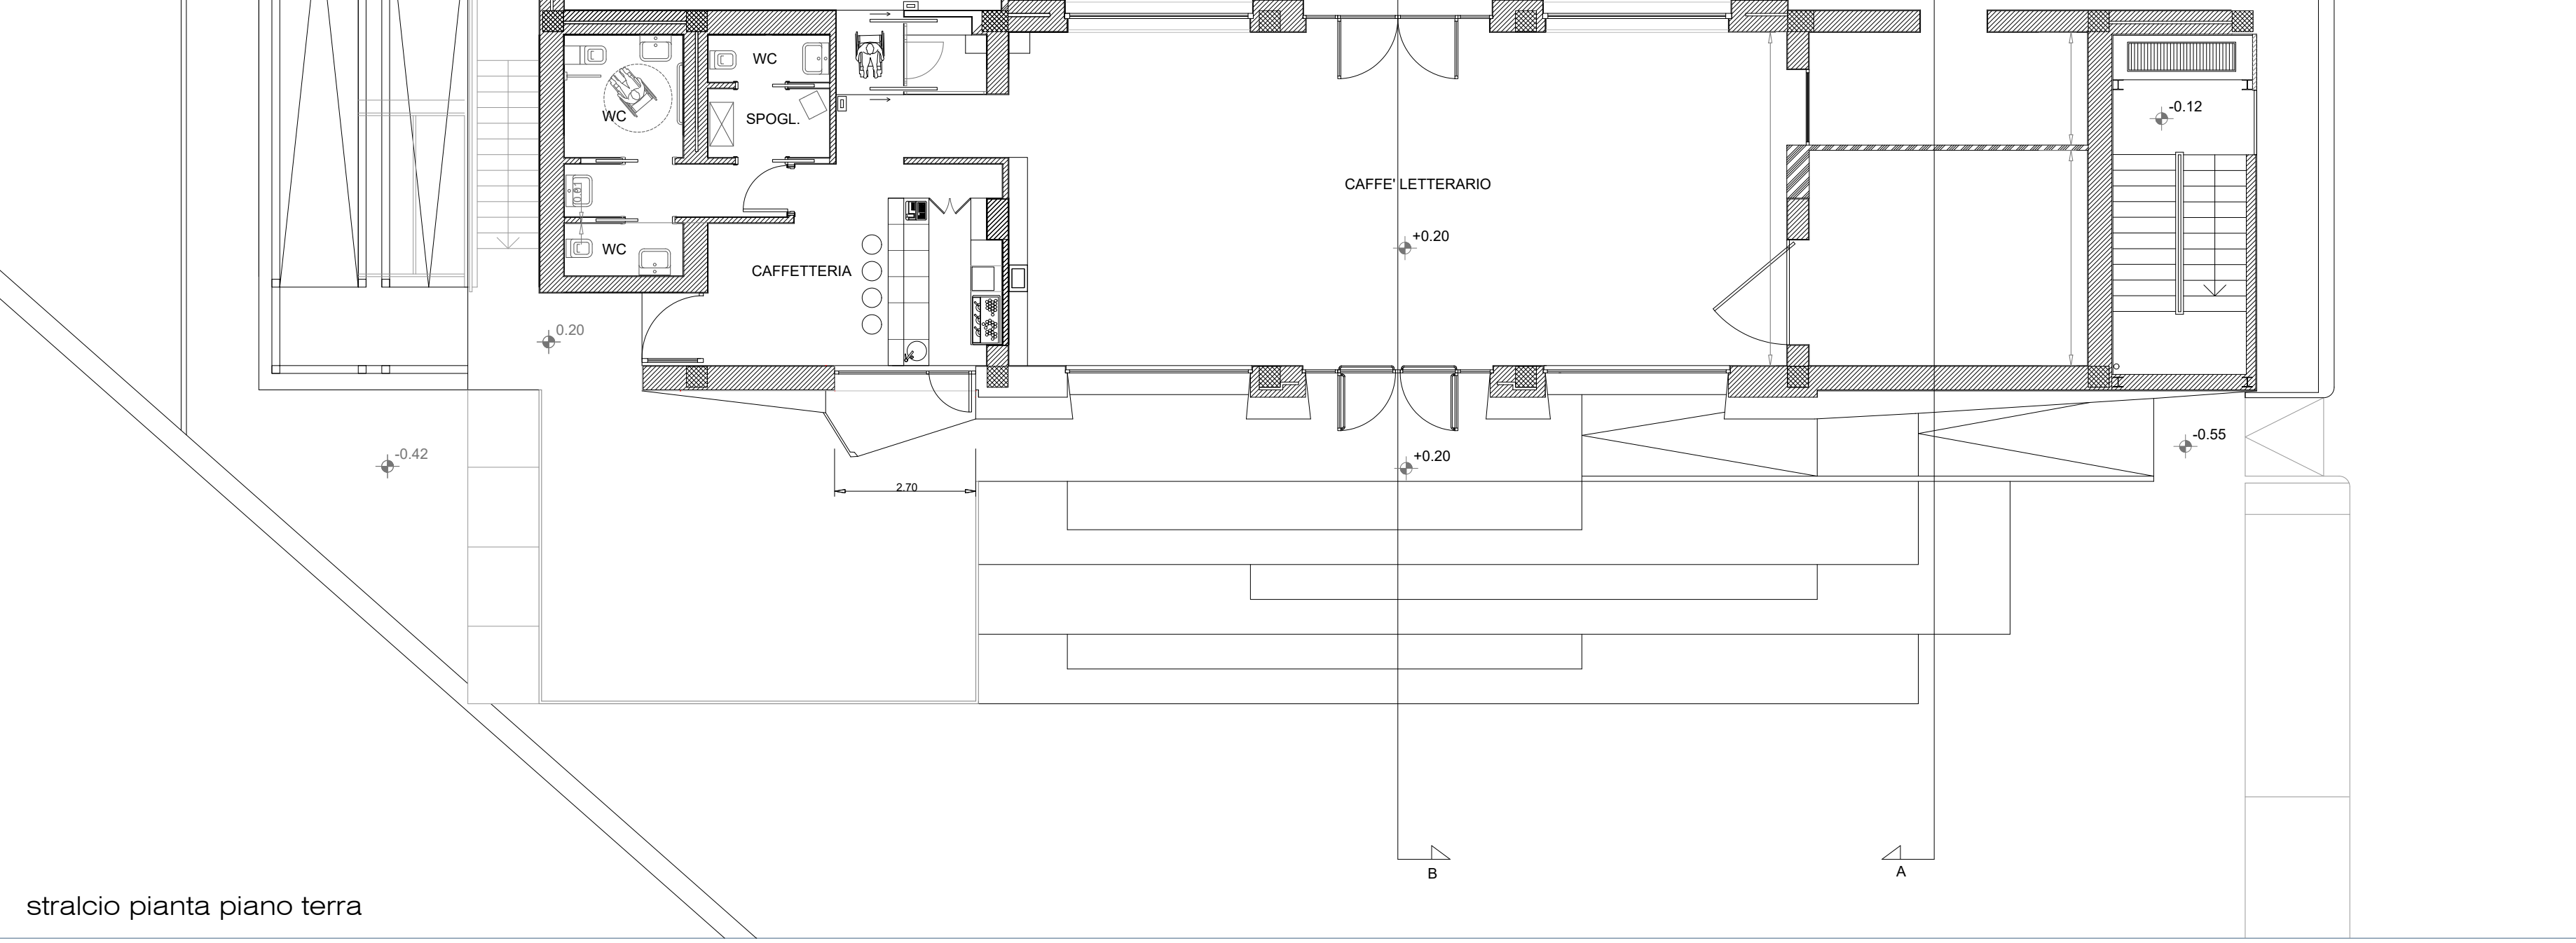 WC
WC
SPOGL.
-0.12
CAFFE' LETTERARIO
+0.20
WC
CAFFETTERIA
0.20
-0.55
-0.42
+0.20
2.70
B
A
stralcio pianta piano terra